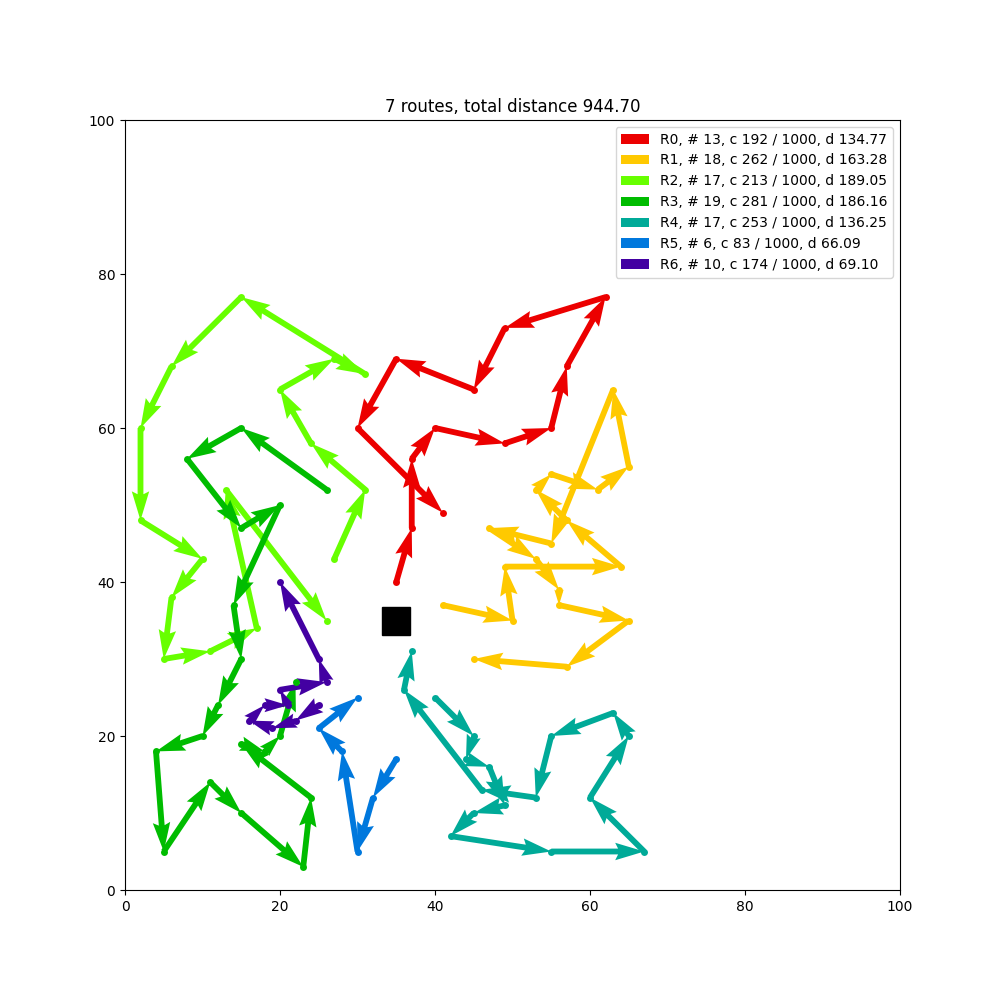 7 routes, total distance 944.70
R0, # 13, c 192 / 1000, d 134.77
R1, # 18, c 262 / 1000, d 163.28
R2, # 17, c 213 / 1000, d 189.05
R3, # 19, c 281 / 1000, d 186.16
R4, # 17, c 253 / 1000, d 136.25
R5, # 6, c 83 / 1000, d 66.09
R6, # 10, c 174 / 1000, d 69.10
100
80
60
40
20
0
0 20 40 60 80 100